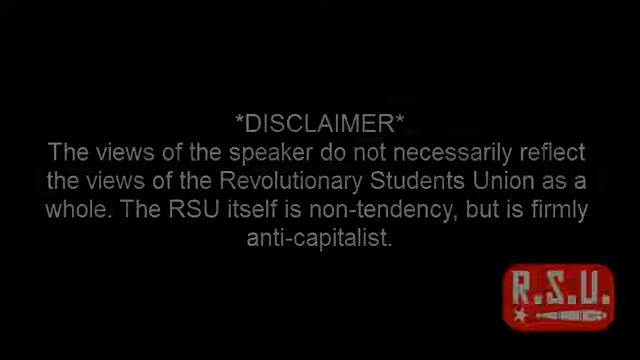 *DISCLAIMER*
The views of the speaker do not necessarily reflect
the views of the Revolutionary Students Union as a
whole. The RSU itself is non-tendency, but is firmly
anti-capitalist.
R.S.U.